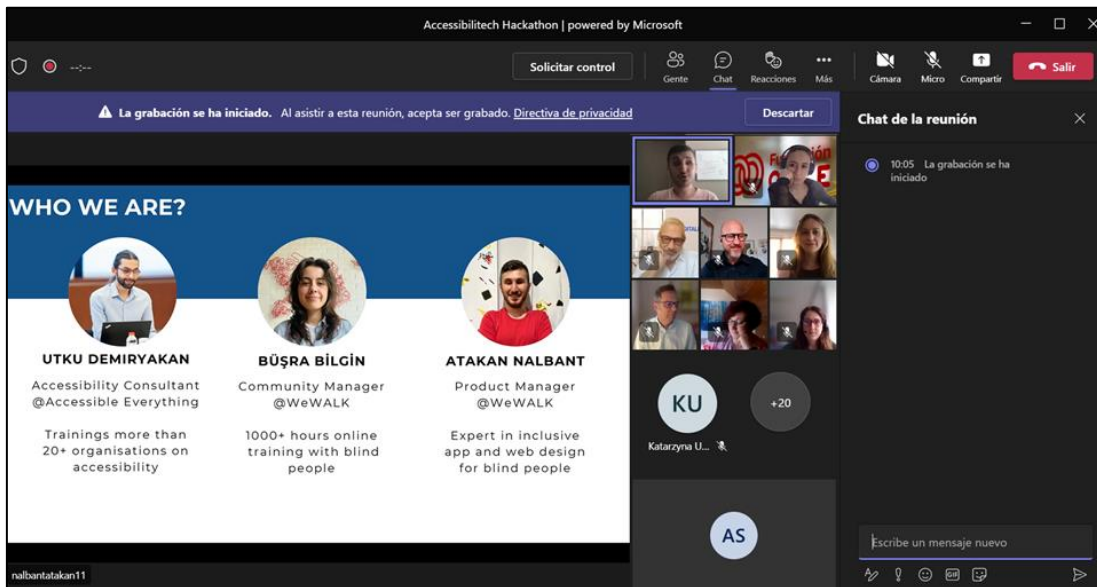 Accessibilitech Hackathon | powered by Microsoft
--:--
Solicitar control
Gente
Chat
Reacciones
Más
Cámara
Micro
Compartir
Salir
La grabación se ha iniciado. Al asistir a esta reunión, acepta ser grabado. Directiva de privacidad
Descartar
Chat de la reunión
10:05 La grabación se ha
iniciado
WHO WE ARE?
UTKU DEMIRYAKAN
Accessibility Consultant
@Accessible Everything
Trainings more than
20+ organisations on
accessibility
BÜŞRA BİLGİN
Community Manager
@WeWALK
1000+ hours online
training with blind
people
ATAKAN NALBANT
Product Manager
@WeWALK
Expert in inclusive
app and web design
for blind people
KU
Katarzyna U...
+20
AS
nalbantatakan11
Escribe un mensaje nuevo
GIF